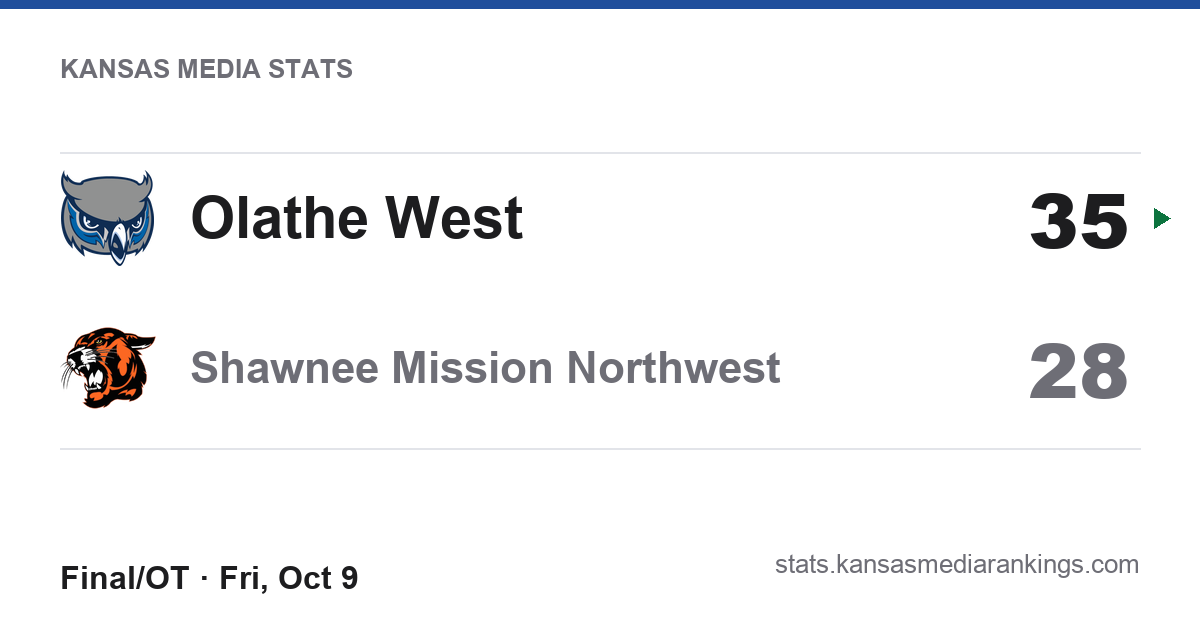 KANSAS MEDIA STATS
Olathe West 35
Shawnee Mission Northwest 28
Final/OT · Fri, Oct 9
stats.kansasmediarankings.com